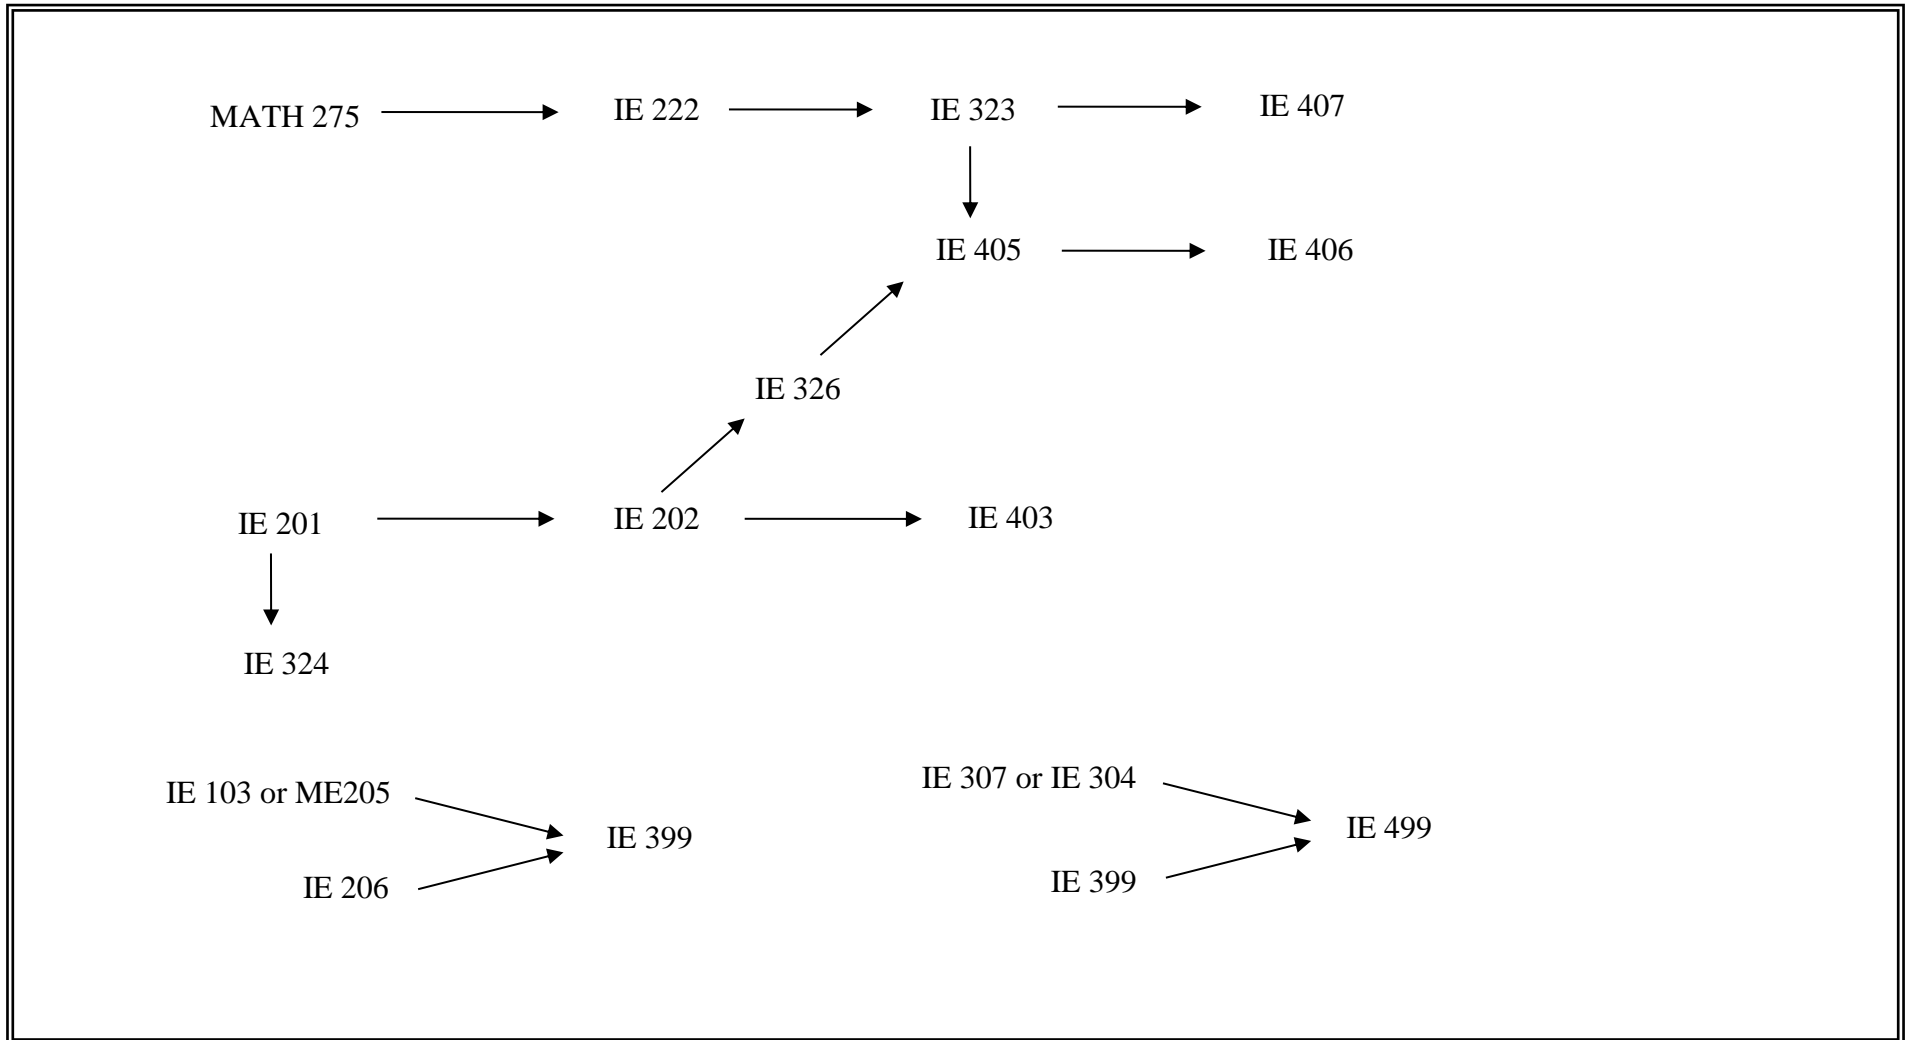 MATH 275 IE 222 IE 323 IE 407
IE 405 IE 406
IE 326
IE 201 IE 202 IE 403
IE 324
IE 103 or ME205
IE 399
IE 206
IE 307 or IE 304
IE 499
IE 399